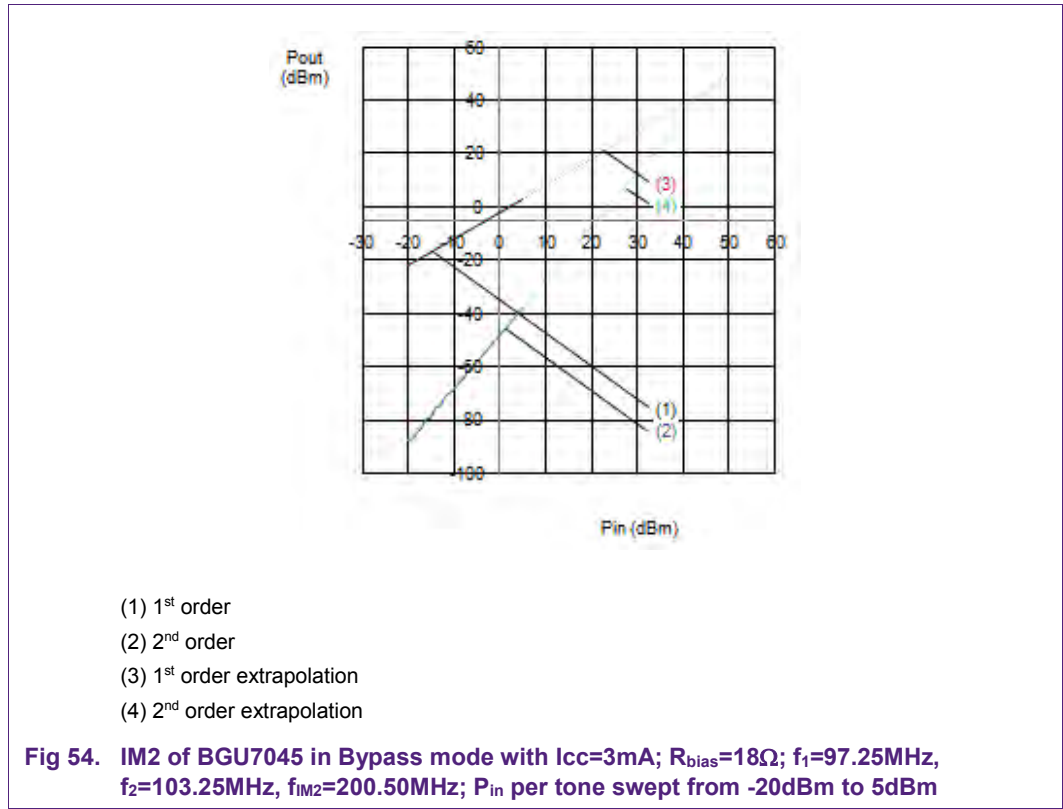 Pout
(dBm)
60
40
20
0
-30 -20 -10 0 10 20 30 40 50 60
-20
-40
-60
-80
-100
(3)
(4)
(1)
(2)
Pin (dBm)
(1) 1st order
(2) 2nd order
(3) 1st order extrapolation
(4) 2nd order extrapolation
Fig 54. IM2 of BGU7045 in Bypass mode with Icc=3mA; Rbias=18Ω; f1=97.25MHz,
f2=103.25MHz, fIM2=200.50MHz; Pin per tone swept from -20dBm to 5dBm